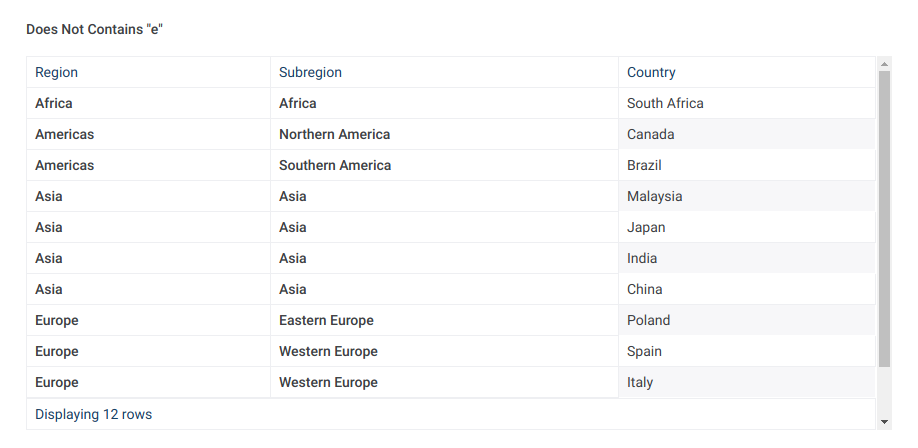 Does Not Contains "e"
Region Subregion Country
Africa Africa South Africa
Americas Northern America Canada
Americas Southern America Brazil
Asia Asia Malaysia
Asia Asia Japan
Asia Asia India
Asia Asia China
Europe Eastern Europe Poland
Europe Western Europe Spain
Europe Western Europe Italy
Displaying 12 rows